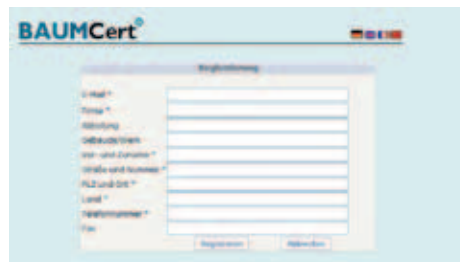 BAUMCert®
Registrierung
E-Mail *
Firma *
Abteilung
Gebäude/Werk
Vor- und Zuname *
Straße und Nummer *
PLZ und Ort *
Land *
Telefonnummer *
Fax
Registrieren
Abbrechen